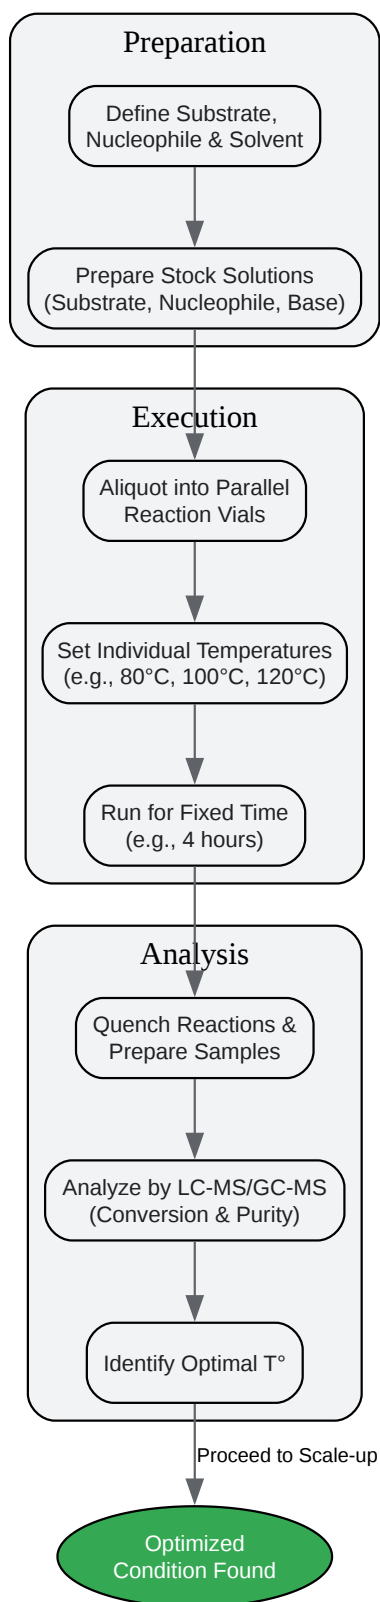 Preparation
Define Substrate,
Nucleophile & Solvent
Prepare Stock Solutions
(Substrate, Nucleophile, Base)
Execution
Aliquot into Parallel
Reaction Vials
Set Individual Temperatures
(e.g., 80°C, 100°C, 120°C)
Run for Fixed Time
(e.g., 4 hours)
Analysis
Quench Reactions &
Prepare Samples
Analyze by LC-MS/GC-MS
(Conversion & Purity)
Identify Optimal T°
Proceed to Scale-up
Optimized
Condition Found